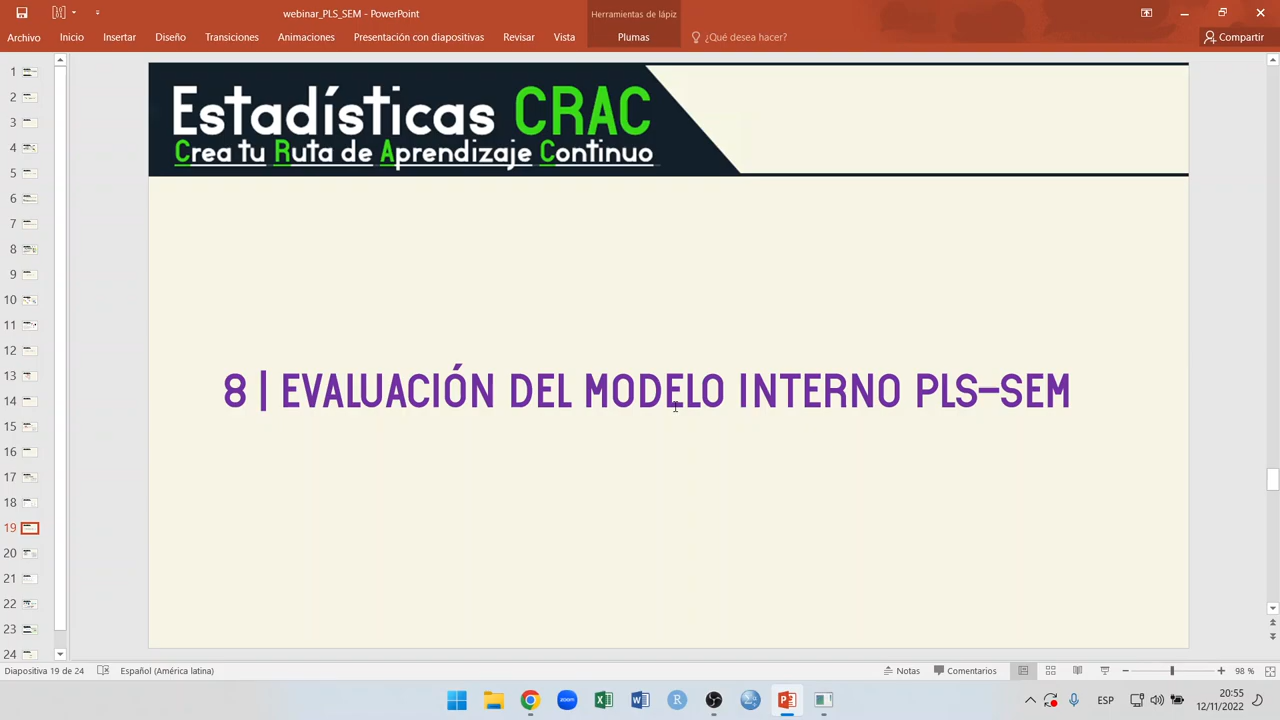 webinar_PLS_SEM - PowerPoint
Herramientas de lápiz
Archivo Inicio Insertar Diseño Transiciones Animaciones Presentación con diapositivas Revisar Vista Plumas ¿Qué desea hacer? Compartir
Estadísticas CRAC
Crea tu Ruta de Aprendizaje Continuo
8 | EVALUACIÓN DEL MODELO INTERNO PLS-SEM
1
2
3
4
5
6
7
8
9
10
11
12
13
14
15
16
17
18
19
20
21
22
23
24
Diapositiva 19 de 24 Español (América latina) Notas Comentarios 98 %
zoom
ESP
20:55
12/11/2022